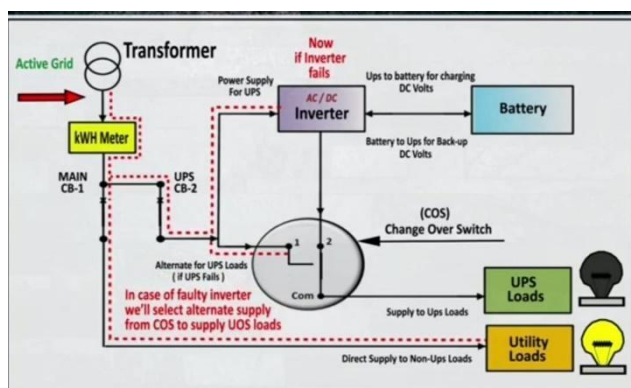 Active Grid
Transformer
Now
if Inverter
fails
Power Supply
For UPS
AC / DC
Inverter
Ups to battery for charging
DC Volts
Battery
Battery to Ups for Back-up
DC Volts
kWH Meter
MAIN
CB-1
UPS
CB-2
1
2
Com
(COS)
Change Over Switch
Alternate for UPS Loads
( if UPS Fails )
In case of faulty inverter
we'll select alternate supply
from COS to supply UOS loads
Supply to Ups Loads
UPS
Loads
Direct Supply to Non-Ups Loads
Utility
Loads